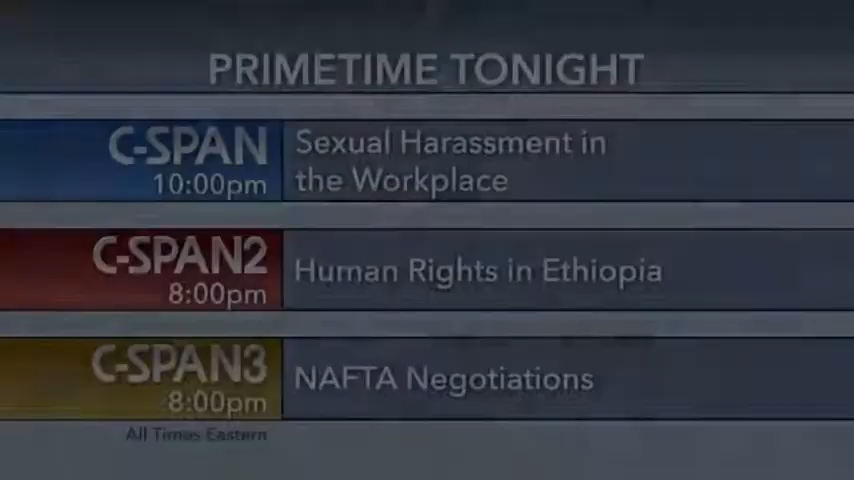 PRIMETIME TONIGHT
C-SPAN
10:00pm
Sexual Harassment in
the Workplace
C-SPAN2
8:00pm
Human Rights in Ethiopia
C-SPAN3
8:00pm
NAFTA Negotiations
All Times Eastern